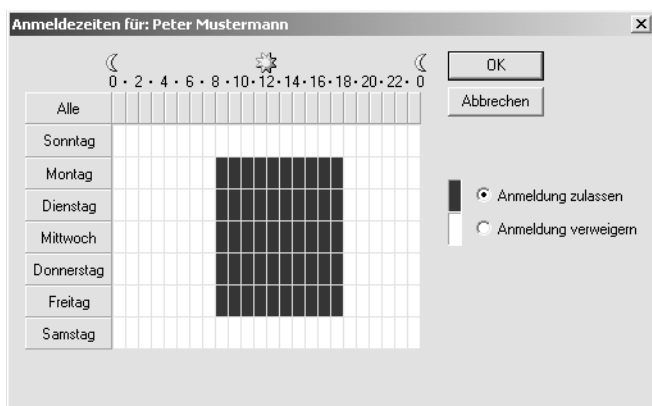 Anmeldezeiten für: Peter Mustermann
OK
0 · 2 · 4 · 6 · 8 · 10 · 12 · 14 · 16 · 18 · 20 · 22 · 0
Abbrechen
Alle
Sonntag
Montag
Dienstag
Mittwoch
Donnerstag
Freitag
Samstag
Anmeldung zulassen
Anmeldung verweigern